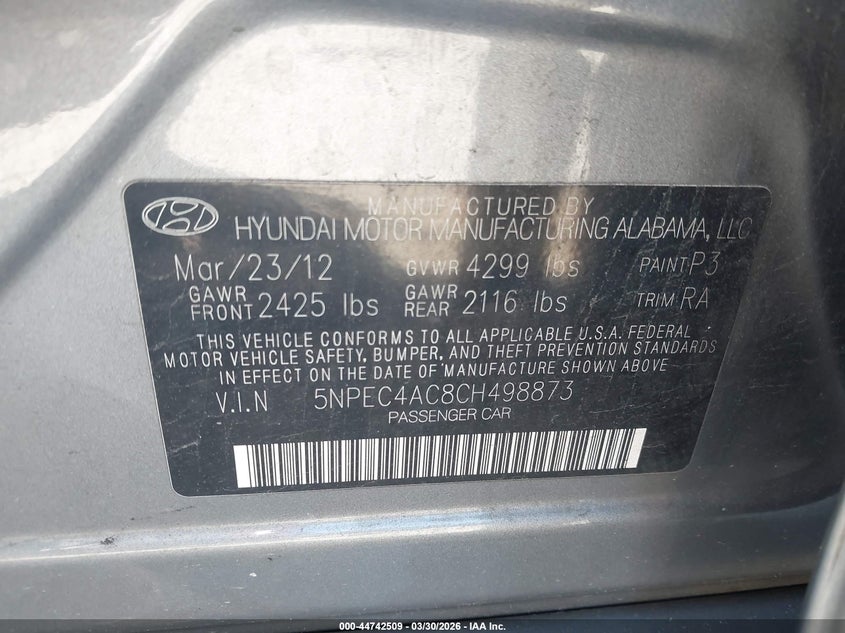 MANUFACTURED BY
HYUNDAI MOTOR MANUFACTURING ALABAMA, LLC
Mar/23/12 GVWR 4299 lbs PAINT P3
GAWR FRONT 2425 lbs GAWR REAR 2116 lbs TRIM RA
THIS VEHICLE CONFORMS TO ALL APPLICABLE U.S.A. FEDERAL
MOTOR VEHICLE SAFETY, BUMPER, AND THEFT PREVENTION STANDARDS
IN EFFECT ON THE DATE OF "MANUFACTURE SHOWN ABOVE
V.I.N 5NPEC4AC8CH498873
PASSENGER CAR
000-44742509 — 03/30/2026 — IAA Inc.